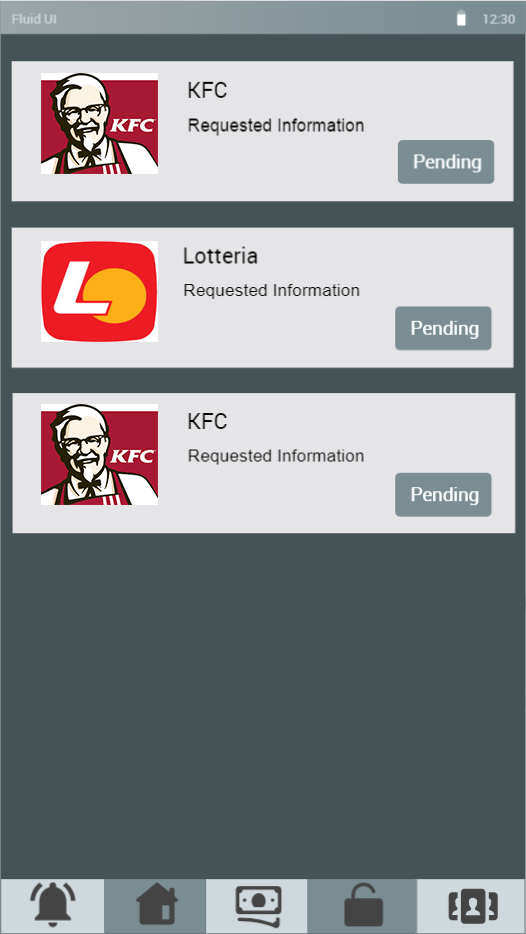 Fluid UI 12:30
KFC
KFC
Requested Information
Pending
Lotteria
L
Requested Information
Pending
KFC
KFC
Requested Information
Pending